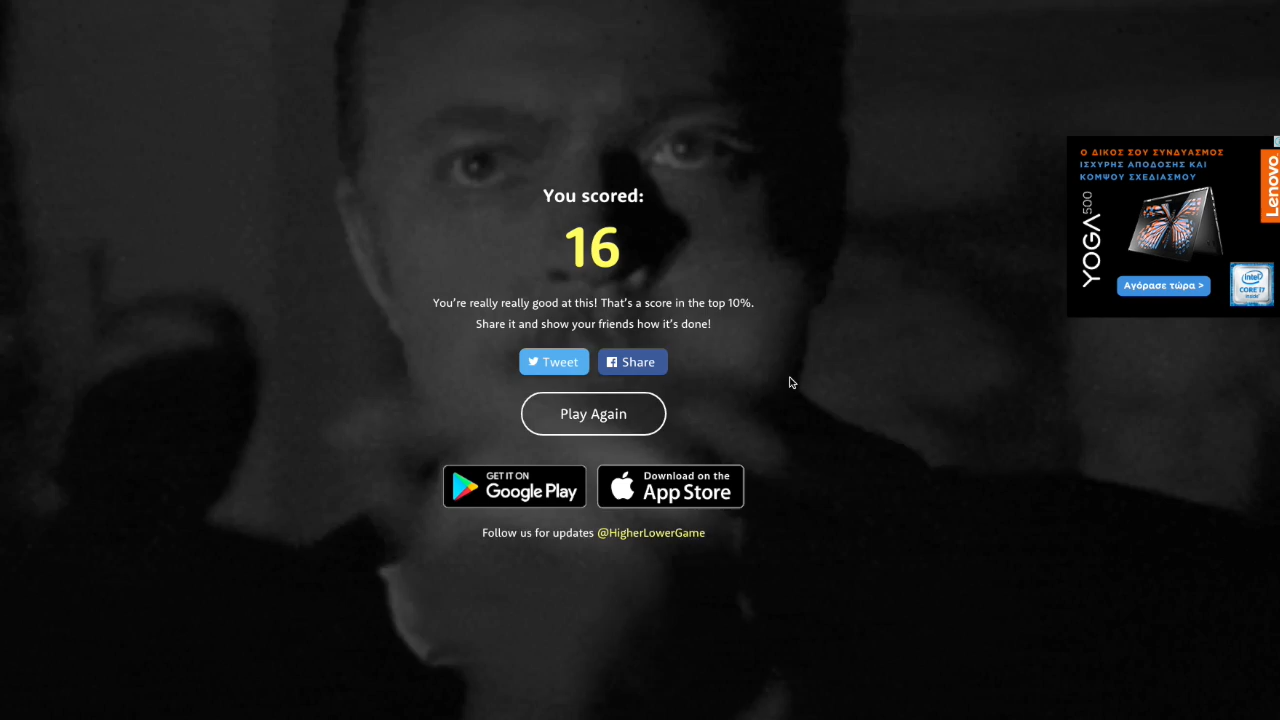 You scored:
16
You're really really good at this! That's a score in the top 10%.
Share it and show your friends how it's done!
Tweet
Share
Play Again
GET IT ON
Google Play
Download on the
App Store
Follow us for updates @HigherLowerGame
Ο ΔΙΚΟΣ ΣΟΥ ΣΥΝΔΥΑΣΜΟΣ
ΙΣΧΥΡΗΣ ΑΠΟΔΟΣΗΣ ΚΑΙ
ΚΟΜΨΟΥ ΣΧΕΔΙΑΣΜΟΥ
YOGA 500
Αγόρασε τώρα >
Lenovo
intel
CORE i7
inside